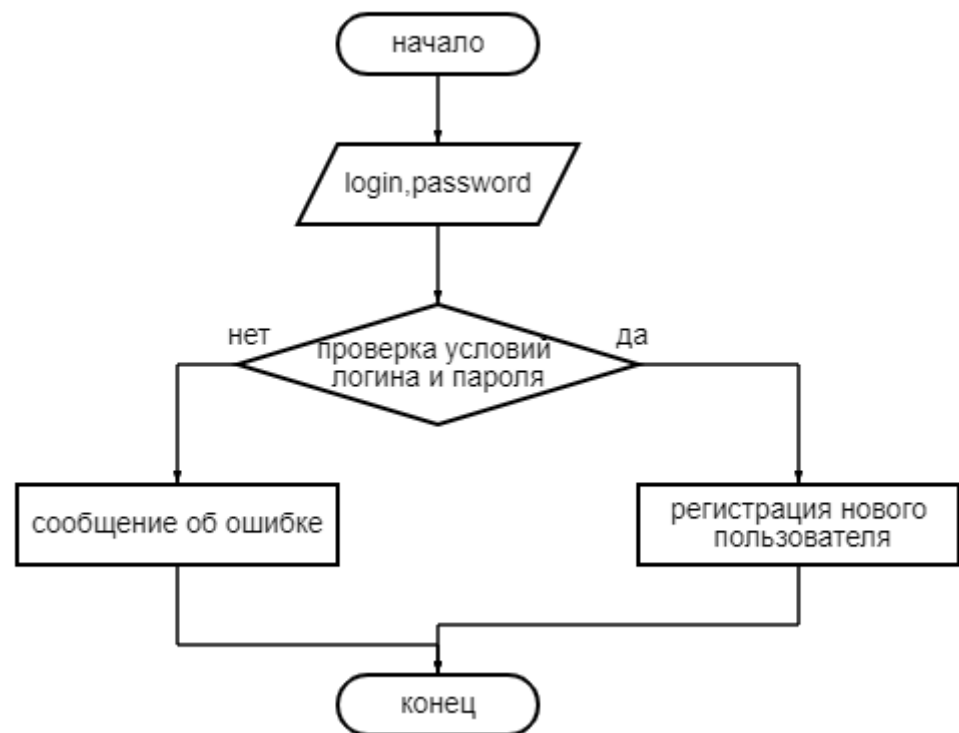 начало
login,password
нет
да
проверка условий
логина и пароля
сообщение об ошибке
регистрация нового
пользователя
конец